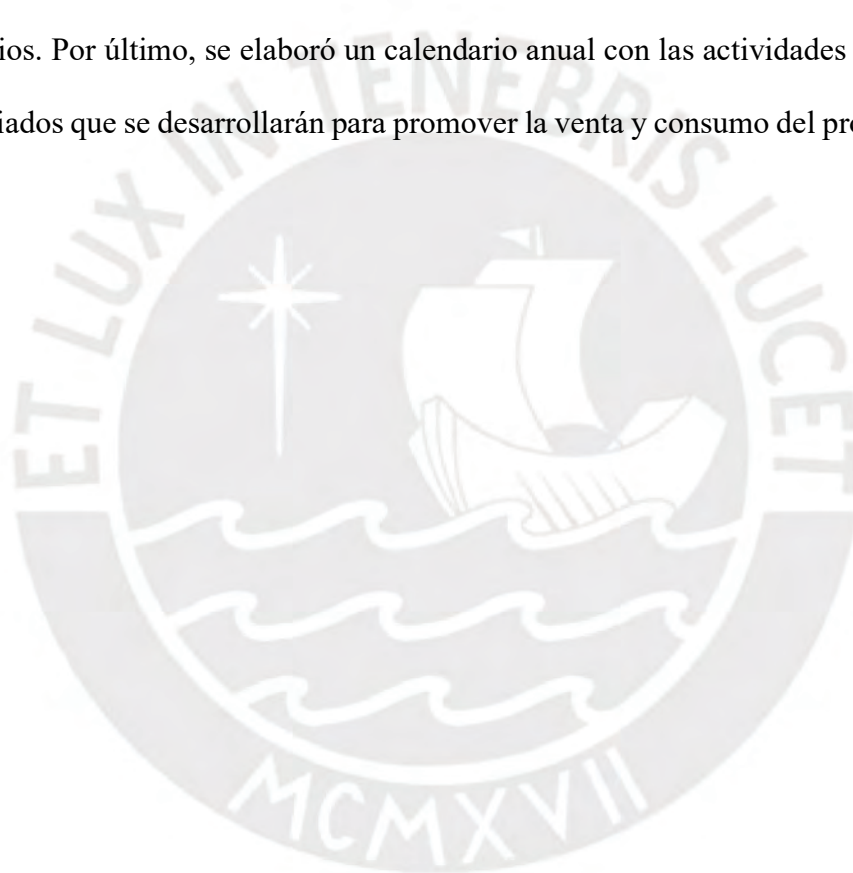 ios. Por último, se elaboró un calendario anual con las actividades
iados que se desarrollarán para promover la venta y consumo del pro
ET LUX IN TENEBRIS LUCET
MCMXVII